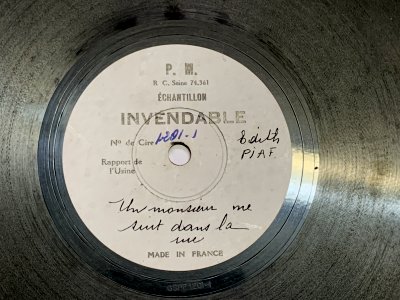 P. M.
R. C. Seine 74.361
ÉCHANTILLON
INVENDABLE
N° de Cire 1201-1
Edith
PIAF.
Rapport de
l'Usine
Un monsieur me
suit dans la
rue
MADE IN FRANCE